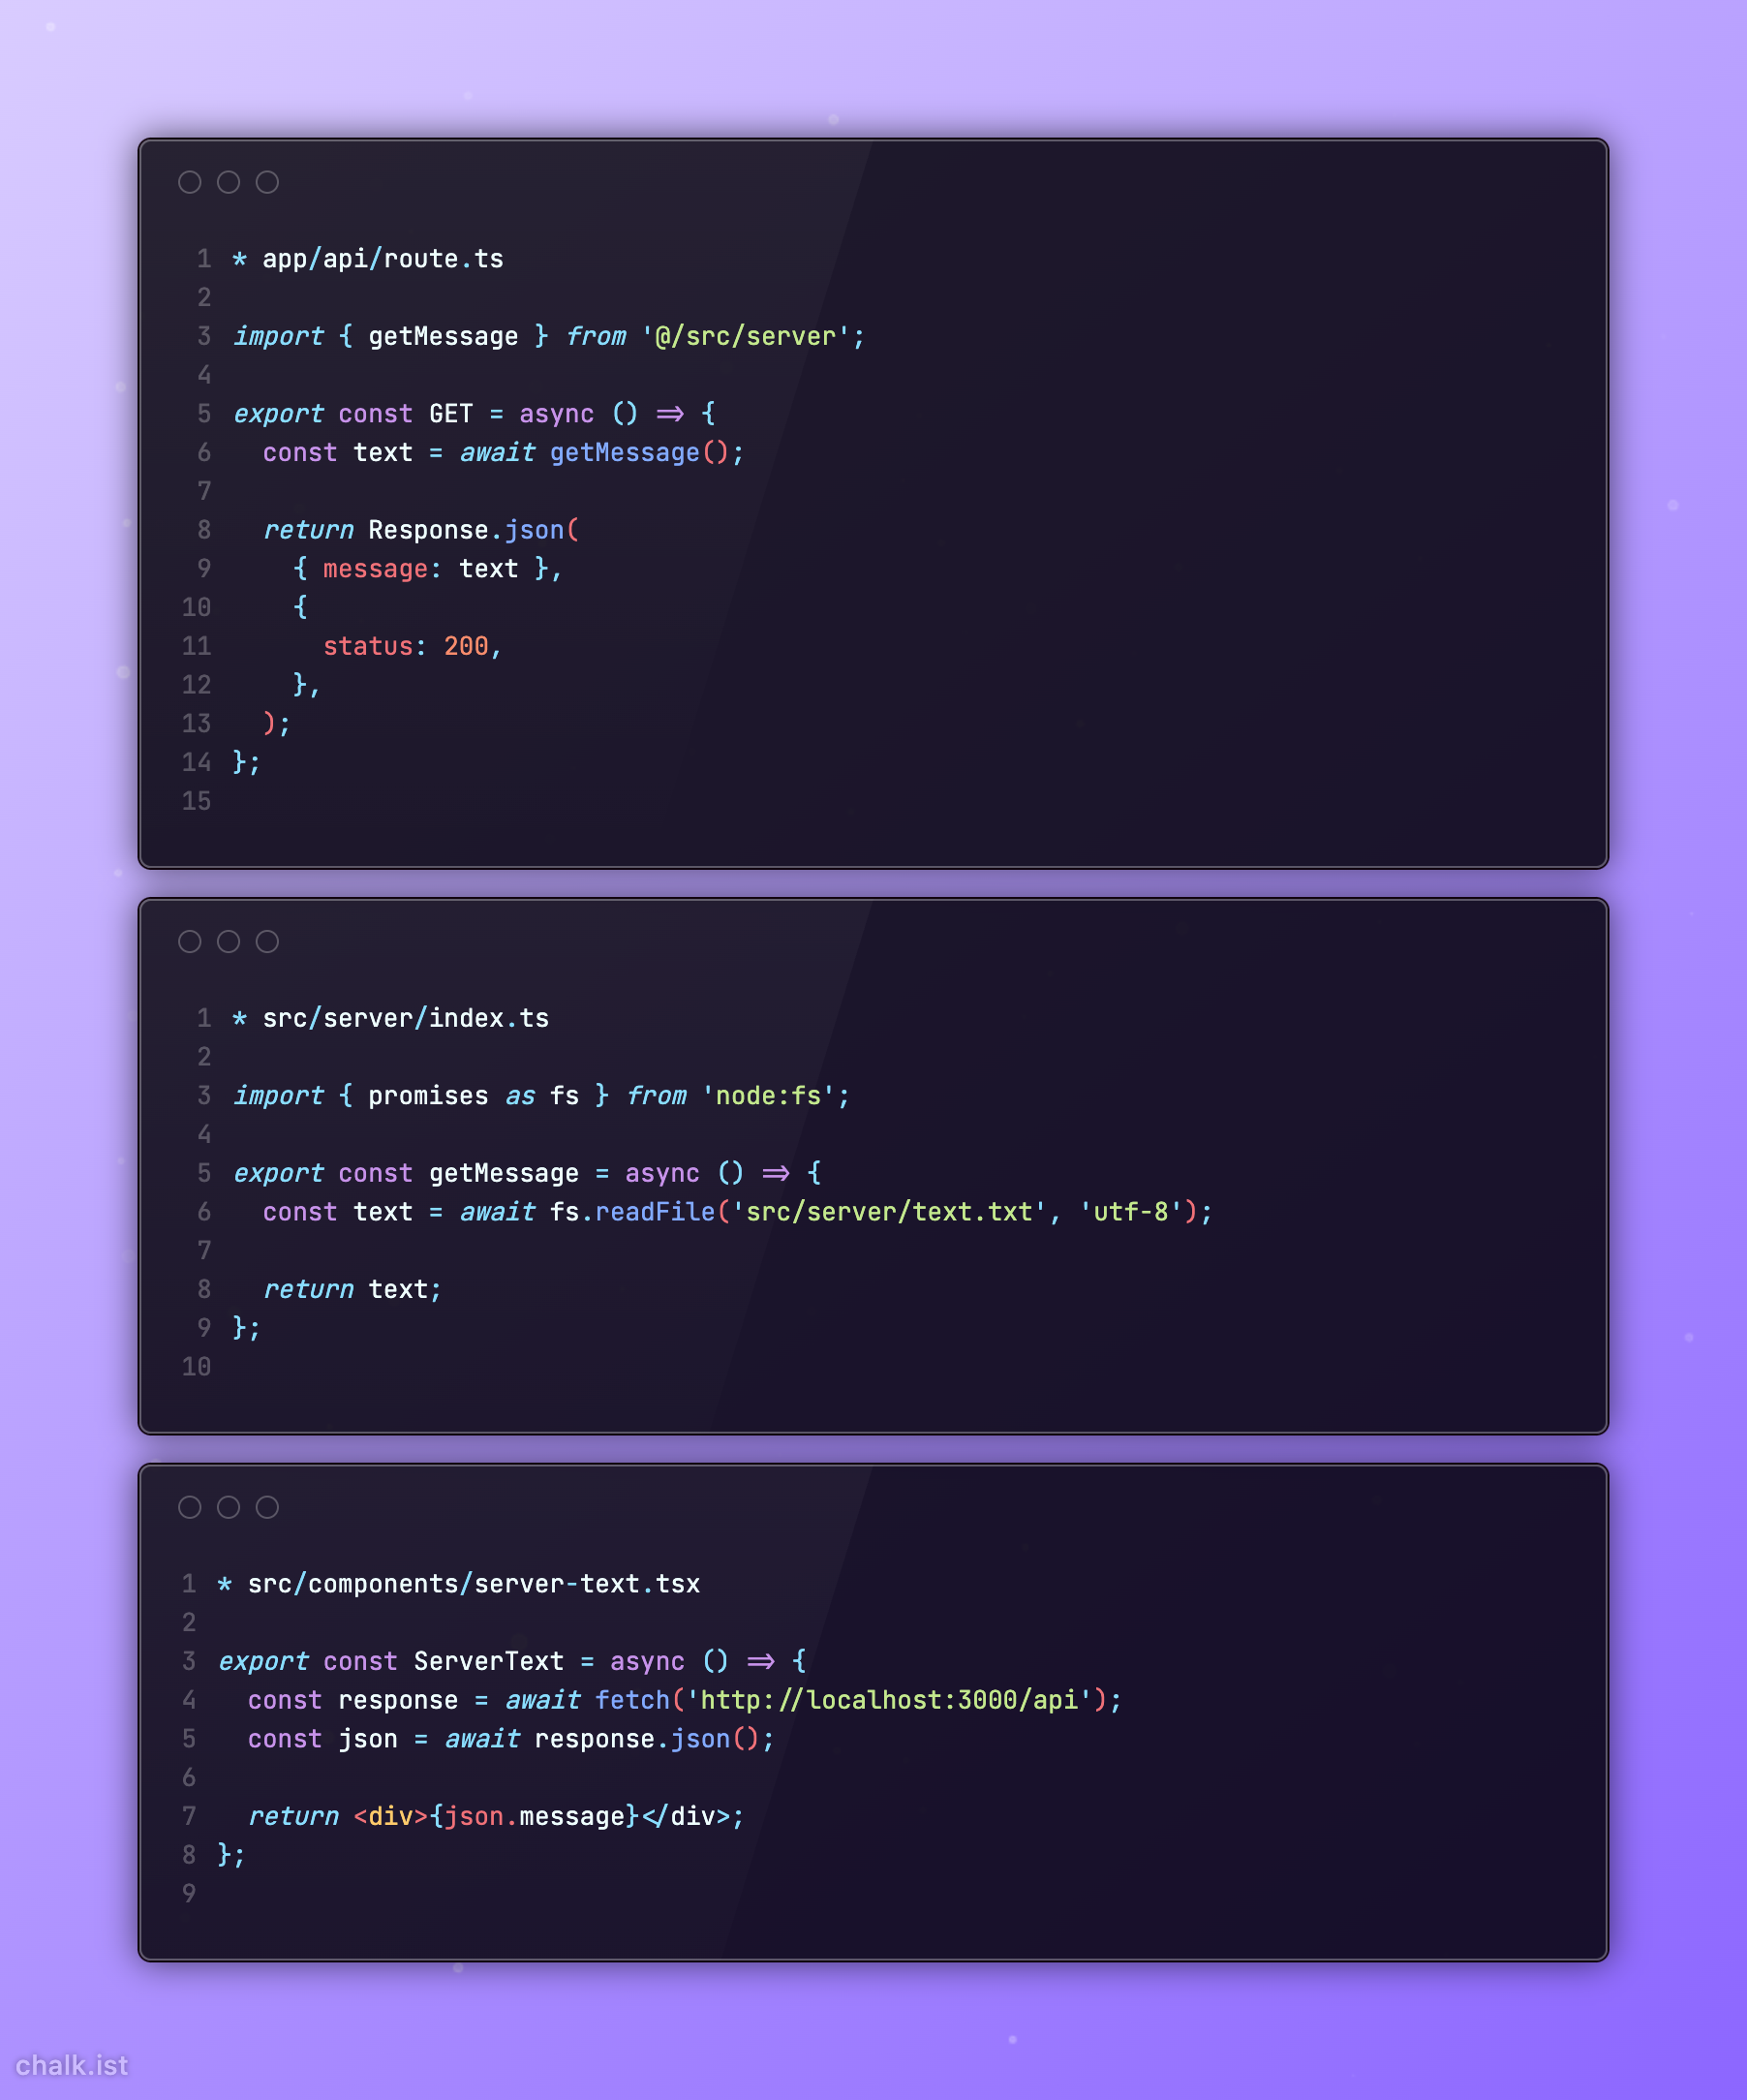 1 * app/api/route.ts
2
3 import { getMessage } from '@/src/server';
4
5 export const GET = async () => {
6   const text = await getMessage();
7
8   return Response.json(
9     { message: text },
10     {
11       status: 200,
12     },
13   );
14 };
15
1 * src/server/index.ts
2
3 import { promises as fs } from 'node:fs';
4
5 export const getMessage = async () => {
6   const text = await fs.readFile('src/server/text.txt', 'utf-8');
7
8   return text;
9 };
10
1 * src/components/server-text.tsx
2
3 export const ServerText = async () => {
4   const response = await fetch('http://localhost:3000/api');
5   const json = await response.json();
6
7   return <div>{json.message}</div>;
8 };
9
chalk.ist